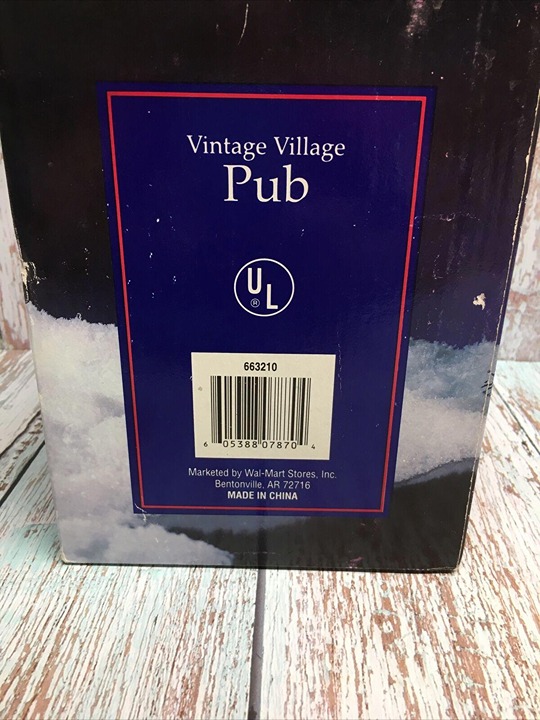 Vintage Village
Pub
UL
®
663210
6 05388 07870 4
Marketed by Wal-Mart Stores, Inc.
Bentonville, AR 72716
MADE IN CHINA